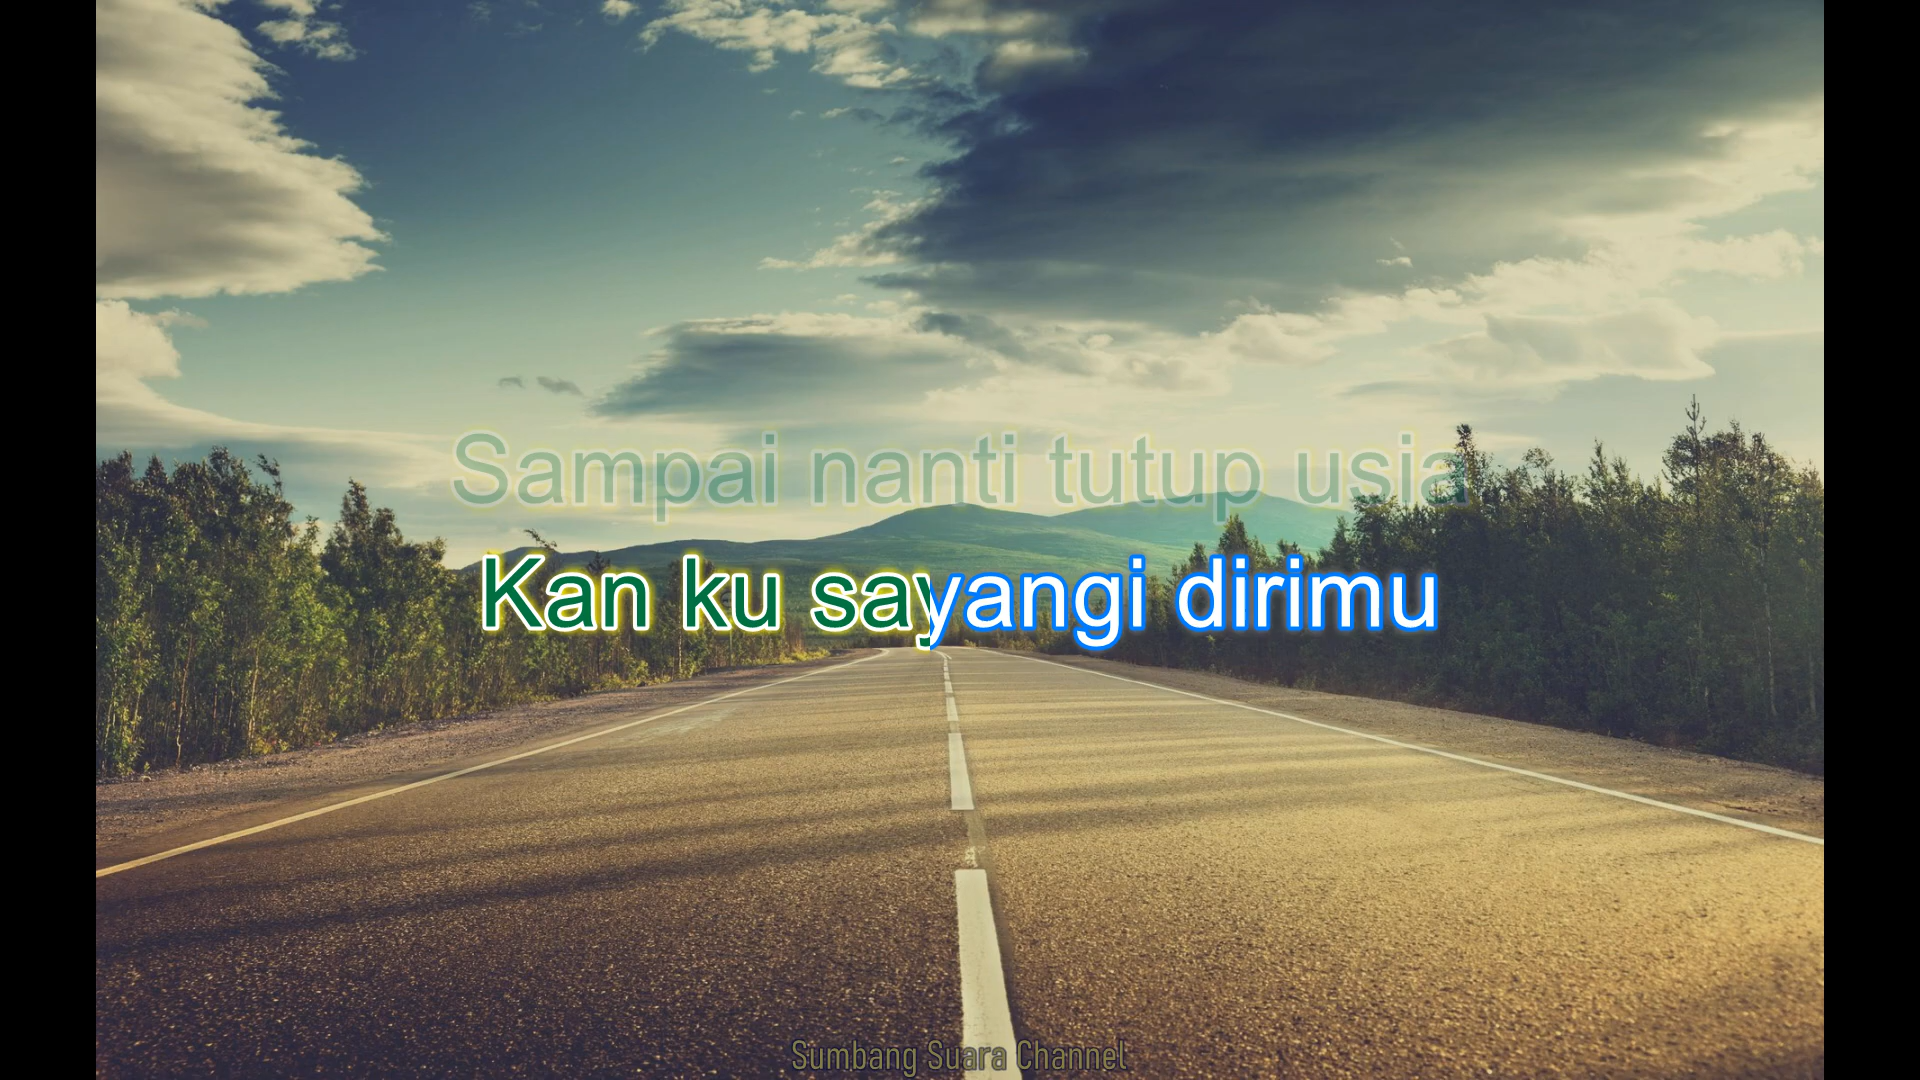 Sampai nanti tutup usia
Kan ku sayangi dirimu
Sumbang Suara Channel